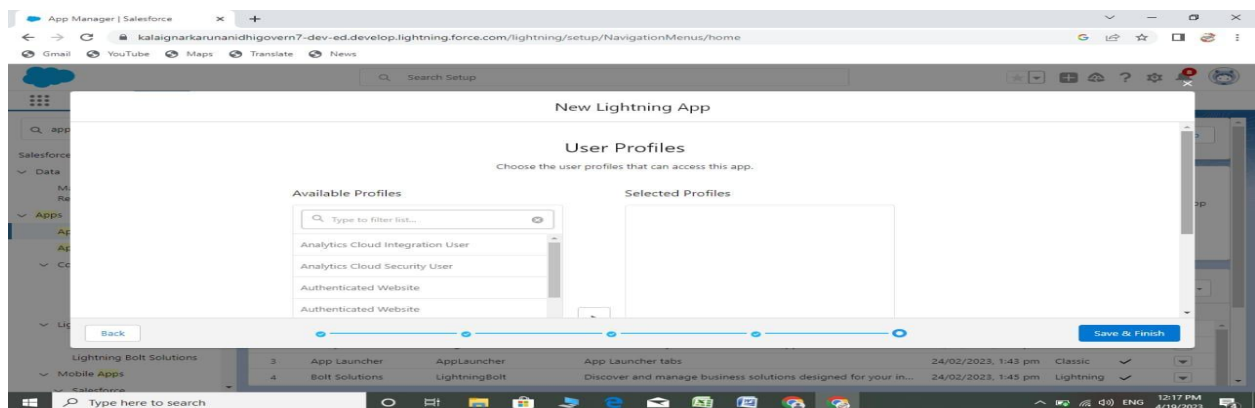 App Manager | Salesforce
kalaignarkarunanidhigovern7-dev-ed.develop.lightning.force.com/lightning/setup/NavigationMenus/home
Gmail YouTube Maps Translate News
Search Setup
New Lightning App
app
User Profiles
Salesforce
Choose the user profiles that can access this app.
Data
Available Profiles Selected Profiles
Apps
Type to filter list...
Analytics Cloud Integration User
Analytics Cloud Security User
Authenticated Website
Authenticated Website
Back Save & Finish
Lightning Bolt Solutions 3 App Launcher AppLauncher App Launcher tabs 24/02/2023, 1:43 pm Classic
Mobile Apps 4 Bolt Solutions LightningBolt Discover and manage business solutions designed for your in... 24/02/2023, 1:45 pm Lightning
Salesforce
Type here to search ENG 12:17 PM
4/19/2023